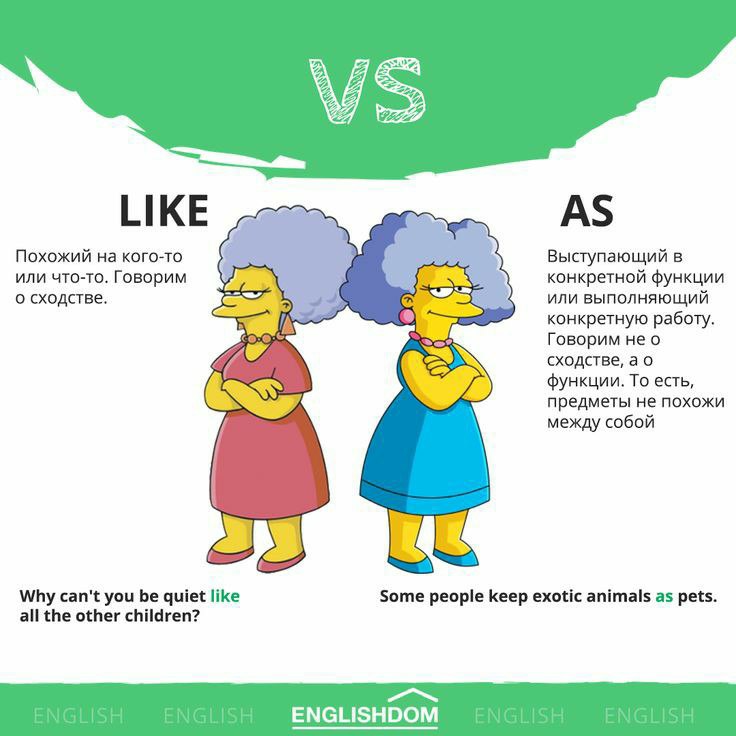 VS
LIKE
Похожий на кого-то
или что-то. Говорим
о сходстве.
AS
Выступающий в
конкретной функции
или выполняющий
конкретную работу.
Говорим не о
сходстве, а о
функции. То есть,
предметы не похожи
между собой
Why can't you be quiet like
all the other children?
Some people keep exotic animals as pets.
ENGLISH ENGLISH ENGLISHDOM ENGLISH ENGLISH